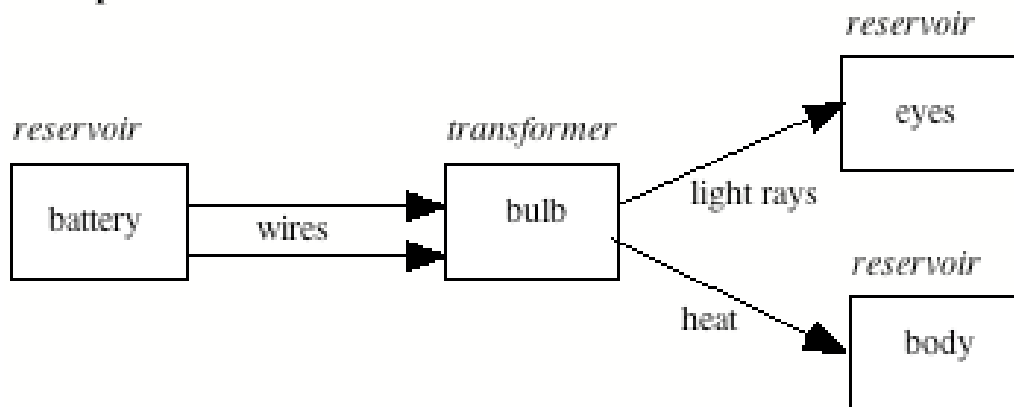 reservoir
eyes
reservoir
transformer
battery
wires
bulb
light rays
reservoir
heat
body